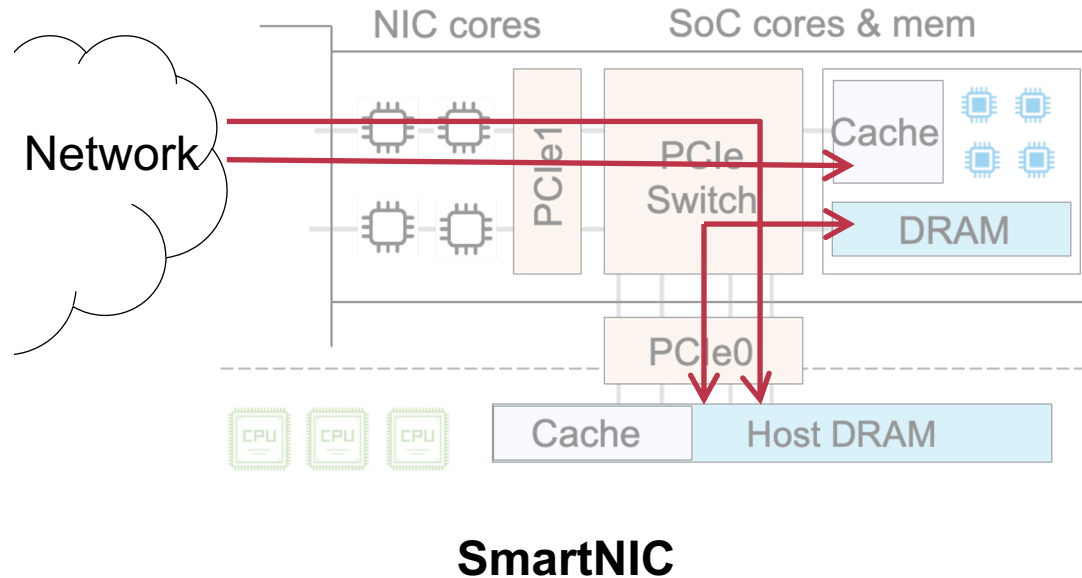 NIC cores
SoC cores & mem
Network
PCIe1
PCIe
Switch
Cache
DRAM
PCIe0
CPU
CPU
CPU
Cache
Host DRAM
SmartNIC